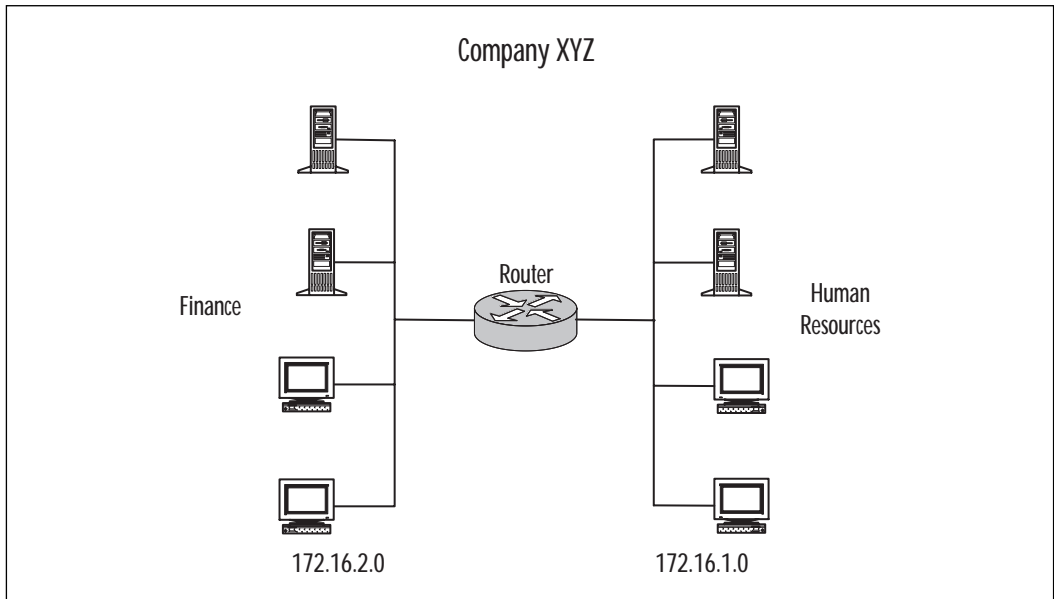 Company XYZ
Router
Finance
Human
Resources
172.16.2.0
172.16.1.0